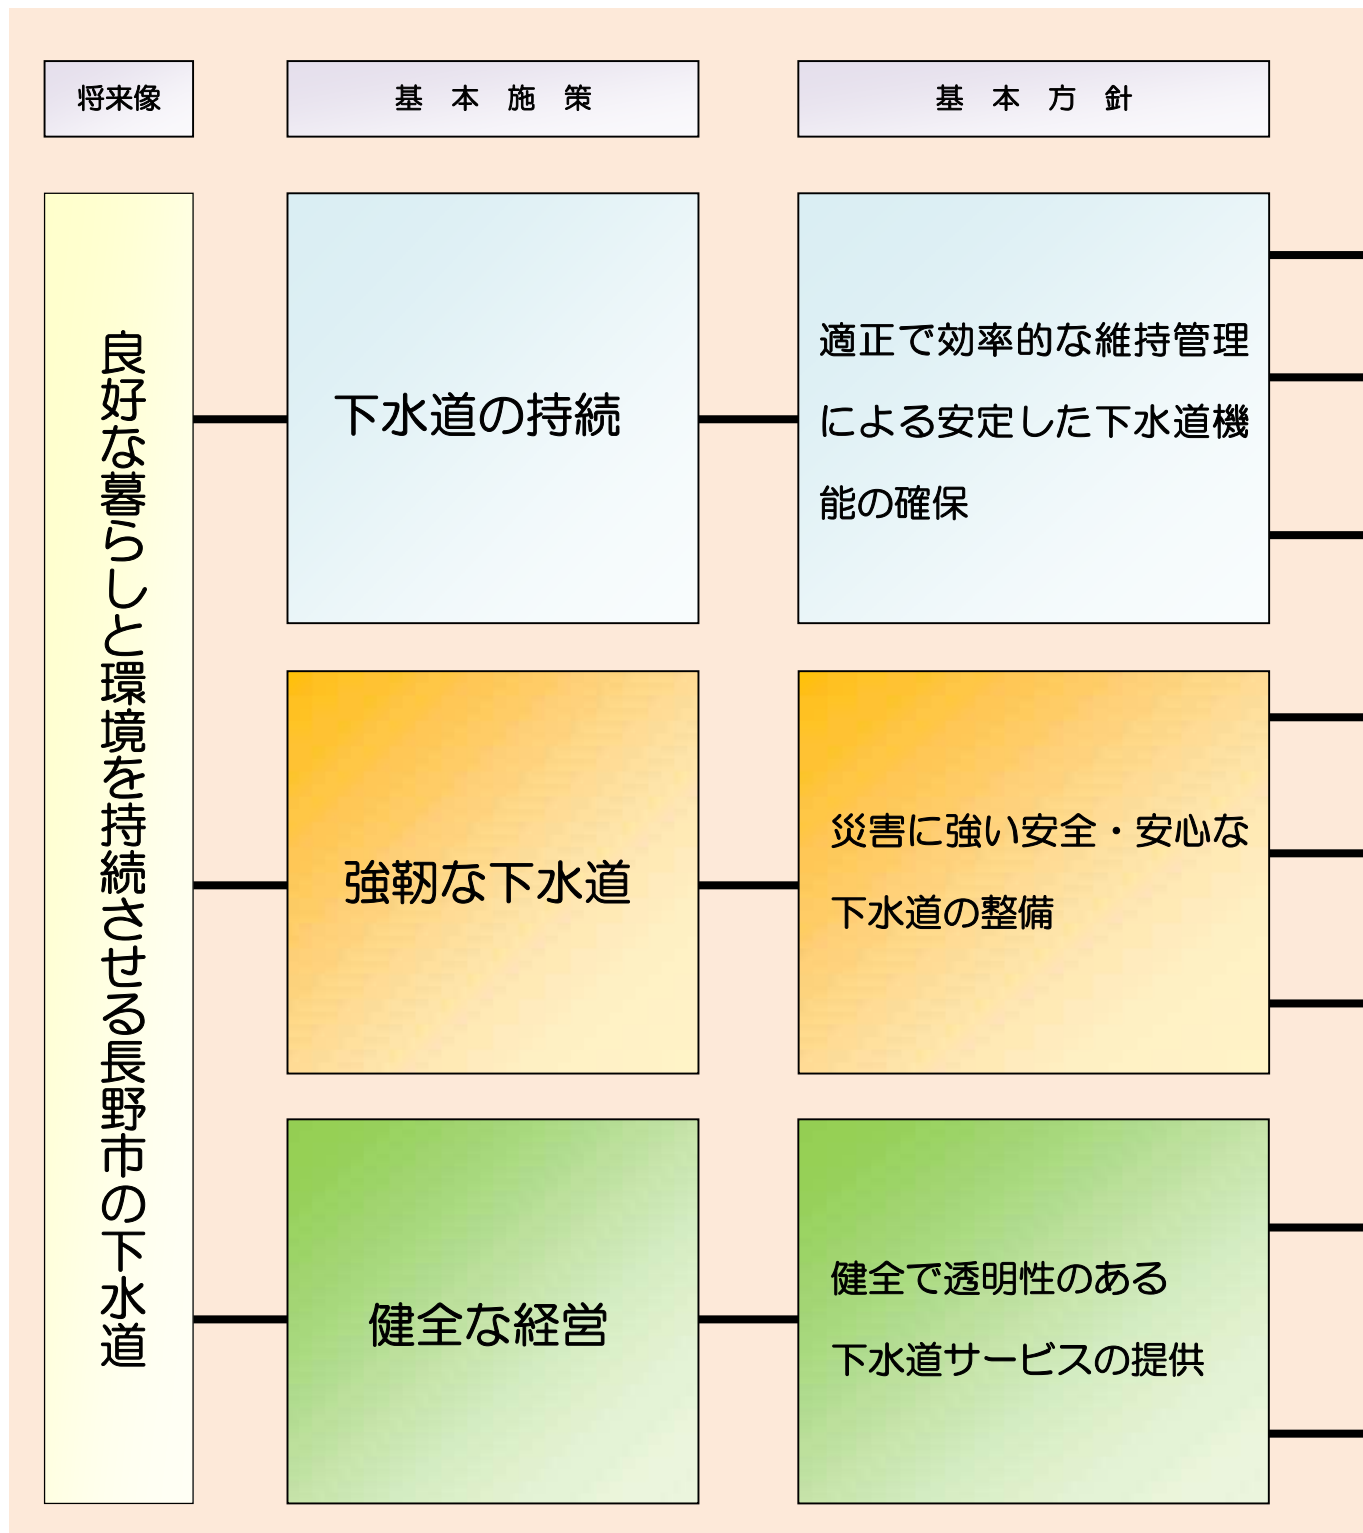 将来像
基 本 施 策
基 本 方 針
良好な暮らしと環境を持続させる長野市の下水道
下水道の持続
適正で効率的な維持管理
による安定した下水道機
能の確保
強靭な下水道
災害に強い安全・安心な
下水道の整備
健全な経営
健全で透明性のある
下水道サービスの提供